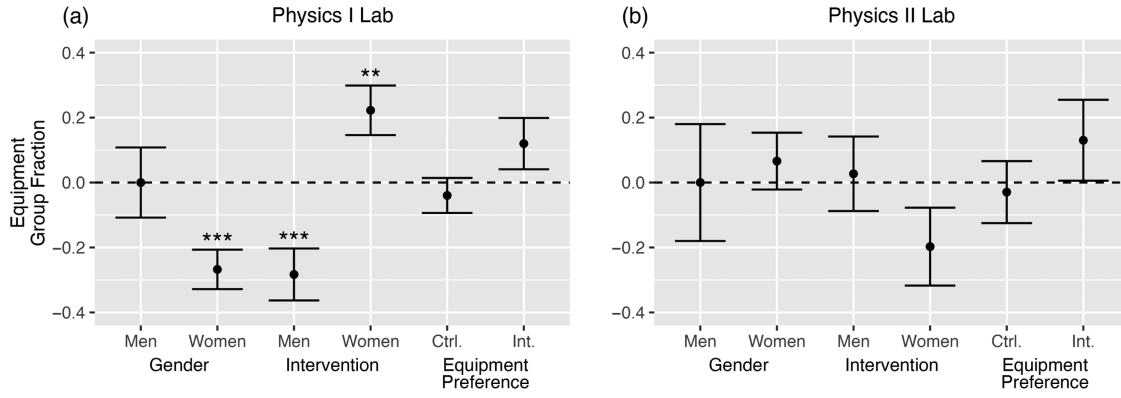 (a) Physics I Lab
Equipment
Group Fraction
0.4
0.2
0.0
−0.2
−0.4
**
*** ***
Men Women Men Women Ctrl. Int.
Gender Intervention Equipment
Preference
(b) Physics II Lab
0.4
0.2
0.0
−0.2
−0.4
Men Women Men Women Ctrl. Int.
Gender Intervention Equipment
Preference